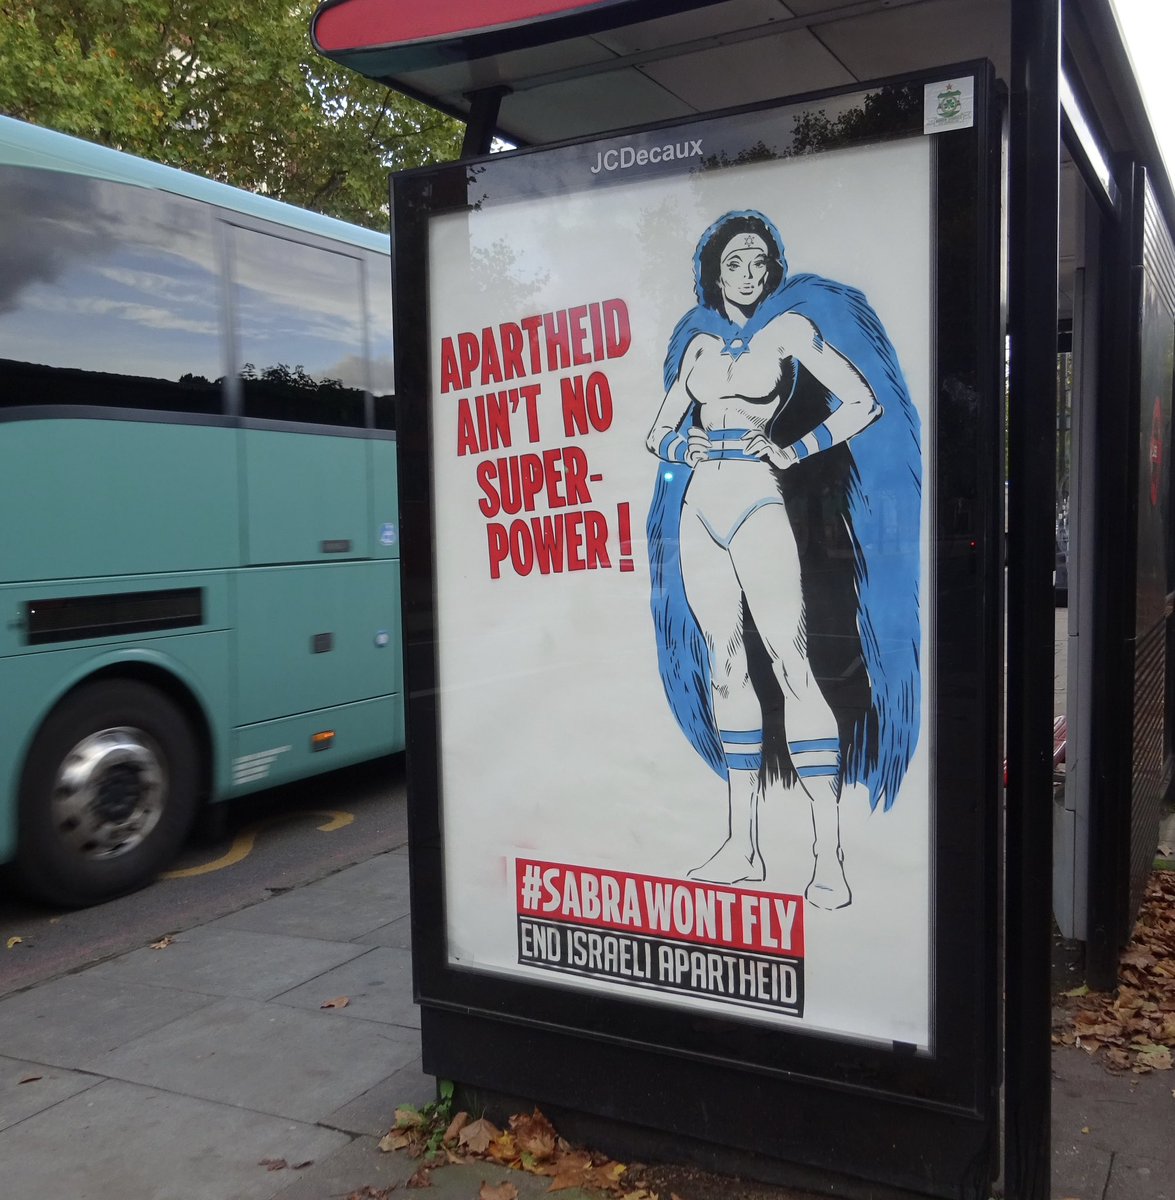 JCDecaux
APARTHEID
AIN'T NO
SUPER-
POWER!
#SABRAWONTFLY
END ISRAELI APARTHEID